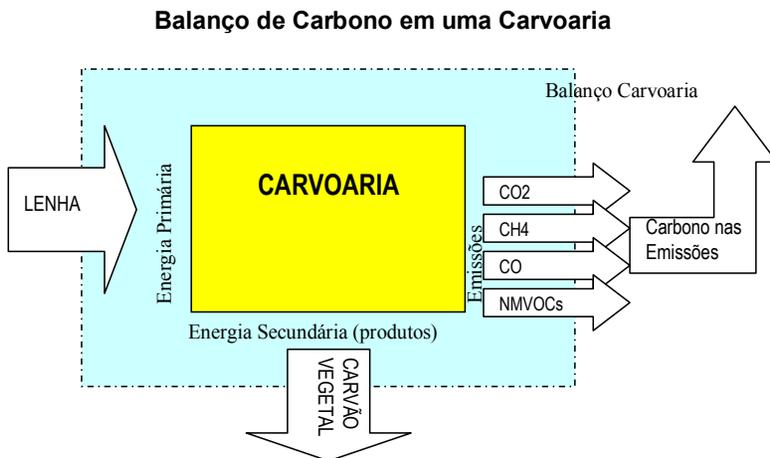 Balanço de Carbono em uma Carvoaria
Balanço Carvoaria
LENHA
Energia Primária
CARVOARIA
Emissões
CO2
CH4
CO
NMVOCs
Carbono nas
Emissões
Energia Secundária (produtos)
CARVÃO
VEGETAL